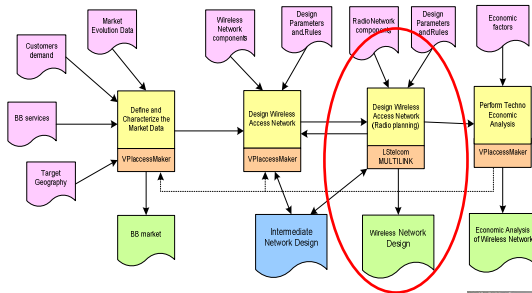 Market
Evolution Data
Customers
demand
BB services
Target
Geography
Define and
Characterize the
Market Data
VPIaccessMaker
BB market
Wireless
Network
components
Design
Parameters
and.Rules
Design Wireless
Access Network
VPIaccessMaker
Intermediate
Network Design
RadioNetwork
components
Design
Parameters
and.Rules
Design Wireless
Access Network
(Radio planning)
LStelcom
MULTILINK
Wireless Network
Design
Economic
factors
Perform Techno
Economic
Analysis
VPIaccessMaker
Economic Analysis
of Wireless Network